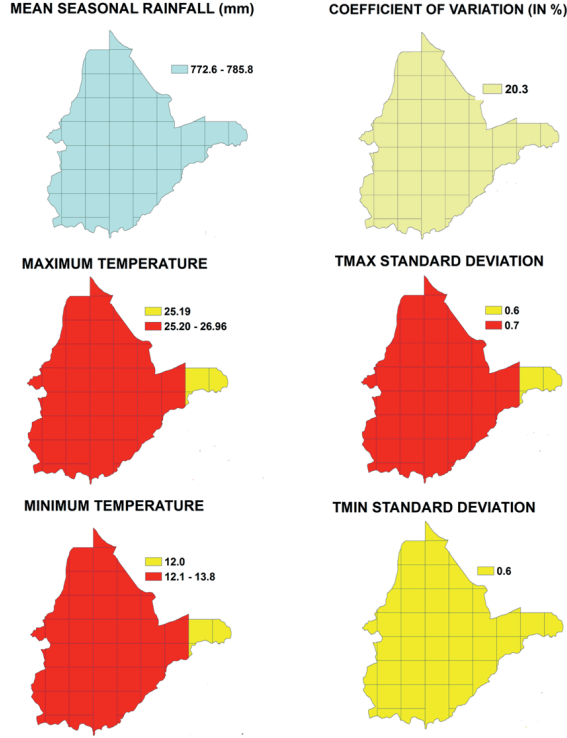 MEAN SEASONAL RAINFALL (mm)
772.6 - 785.8
COEFFICIENT OF VARIATION (IN %)
20.3
MAXIMUM TEMPERATURE
25.19
25.20 - 26.96
TMAX STANDARD DEVIATION
0.6
0.7
MINIMUM TEMPERATURE
12.0
12.1 - 13.8
TMIN STANDARD DEVIATION
0.6